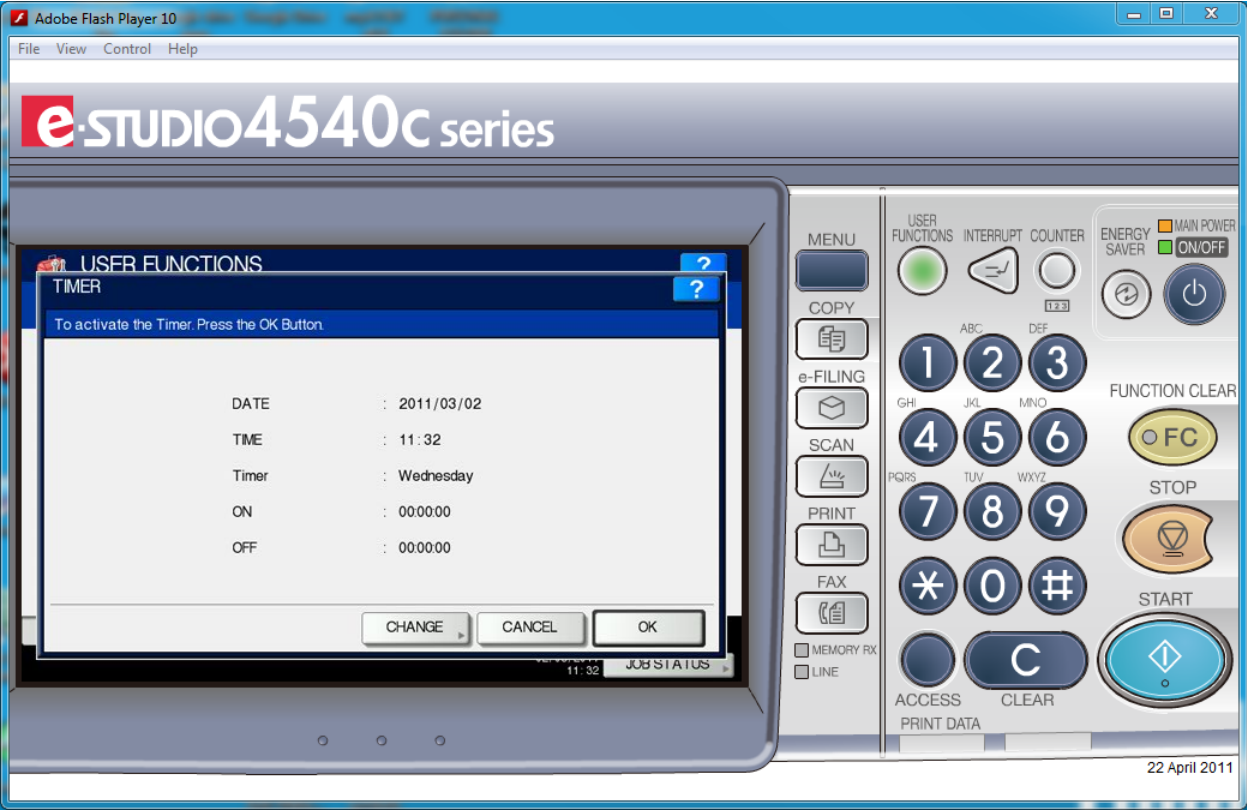 Adobe Flash Player 10
File View Control Help
e-STUDIO4540C series
USER FUNCTIONS
?
TIMER
?
To activate the Timer. Press the OK Button.
DATE : 2011/03/02
TIME : 11:32
Timer : Wednesday
ON : 00:00:00
OFF : 00:00:00
CHANGE
CANCEL
OK
11:32
JOB STATUS
MENU
COPY
e-FILING
SCAN
PRINT
FAX
MEMORY RX
LINE
USER
FUNCTIONS
INTERRUPT
COUNTER
123
ENERGY
SAVER
MAIN POWER
ON/OFF
ABC
DEF
1
2
3
GHI
JKL
MNO
4
5
6
PQRS
TUV
WXYZ
7
8
9
*
0
#
ACCESS
C
CLEAR
PRINT DATA
FUNCTION CLEAR
FC
STOP
START
22 April 2011